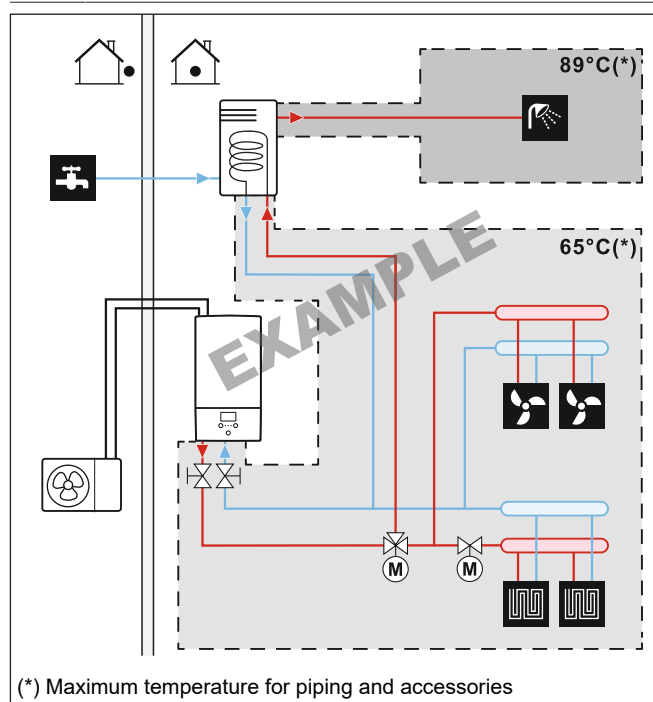 89°C(*)
65°C(*)
EXAMPLE
M M
(*) Maximum temperature for piping and accessories